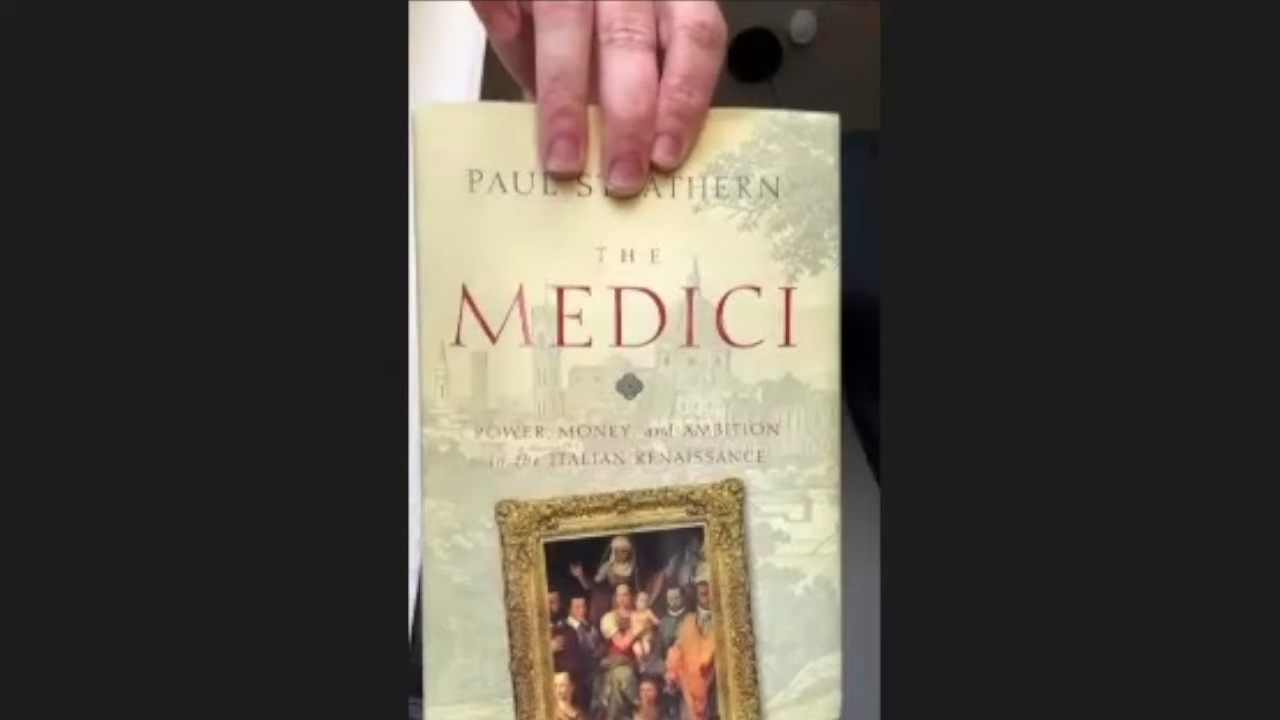 PAUL STRATHERN
THE
MEDICI
POWER, MONEY, and AMBITION
in the ITALIAN RENAISSANCE